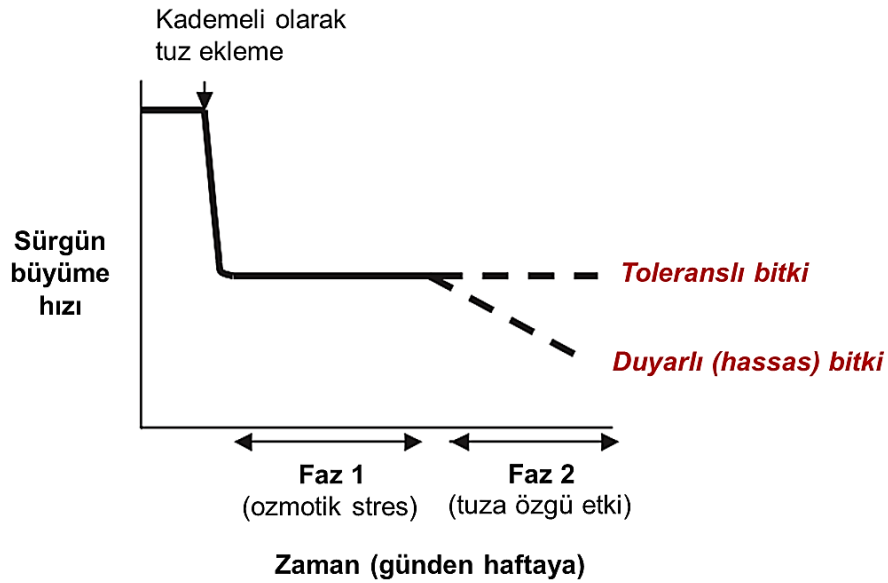 Kademeli olarak
tuz ekleme
Sürgün
büyüme
hızı
Toleranslı bitki
Duyarlı (hassas) bitki
Faz 1
(ozmotik stres)
Faz 2
(tuza özgü etki)
Zaman (günden haftaya)